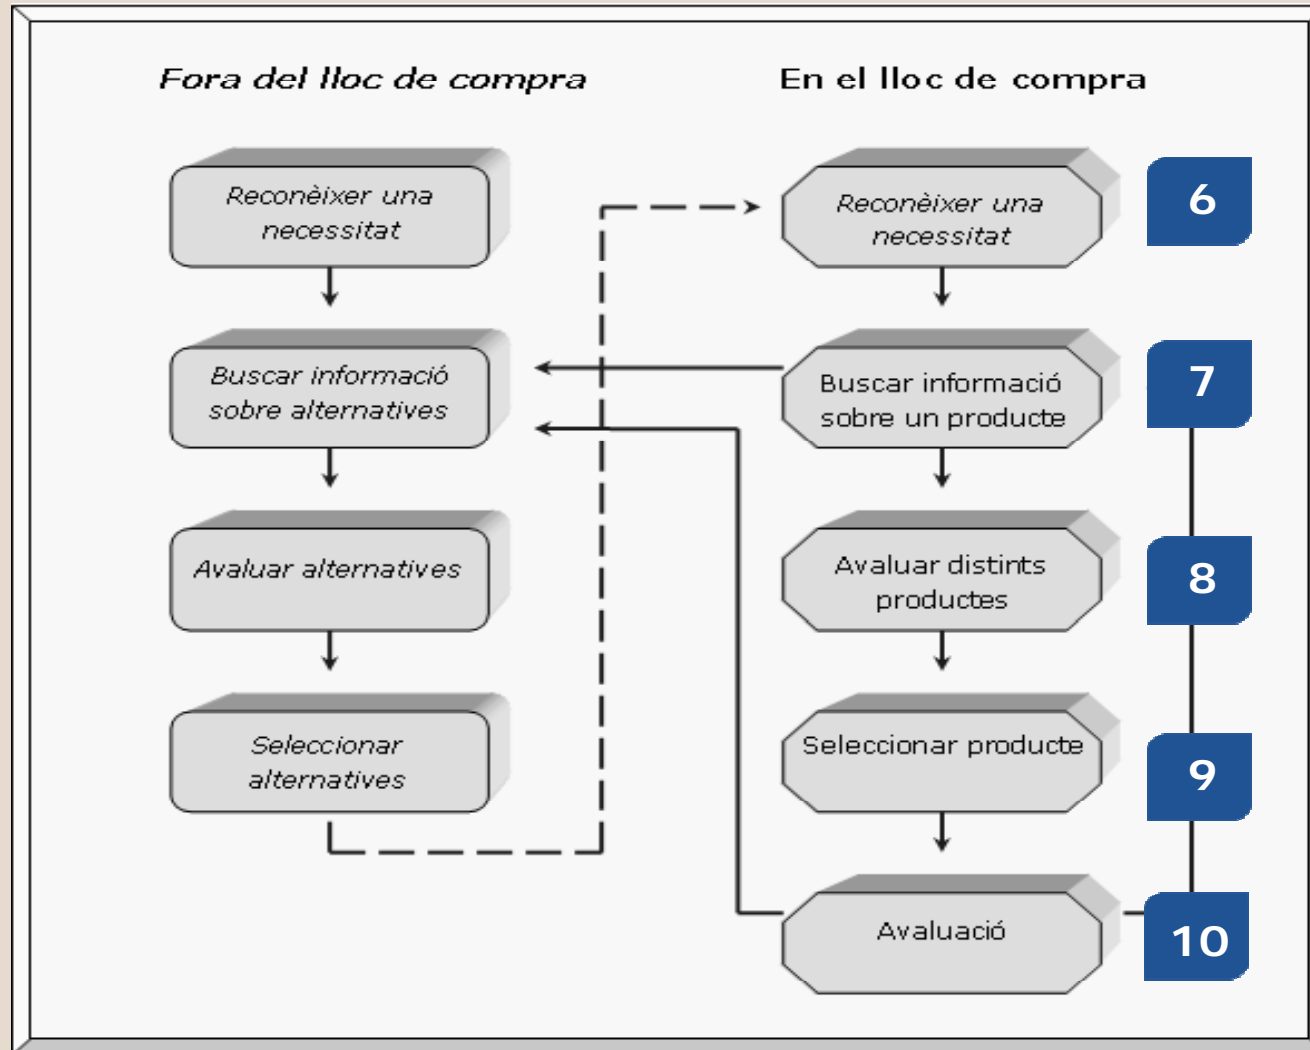 Fora del lloc de compra
Reconèixer una
necessitat
Buscar informació
sobre alternatives
Avaluar alternatives
Seleccionar
alternatives
En el lloc de compra
Reconèixer una
necessitat
6
Buscar informació
sobre un producte
7
Avaluar distints
productes
8
Seleccionar producte
9
Avaluació
10